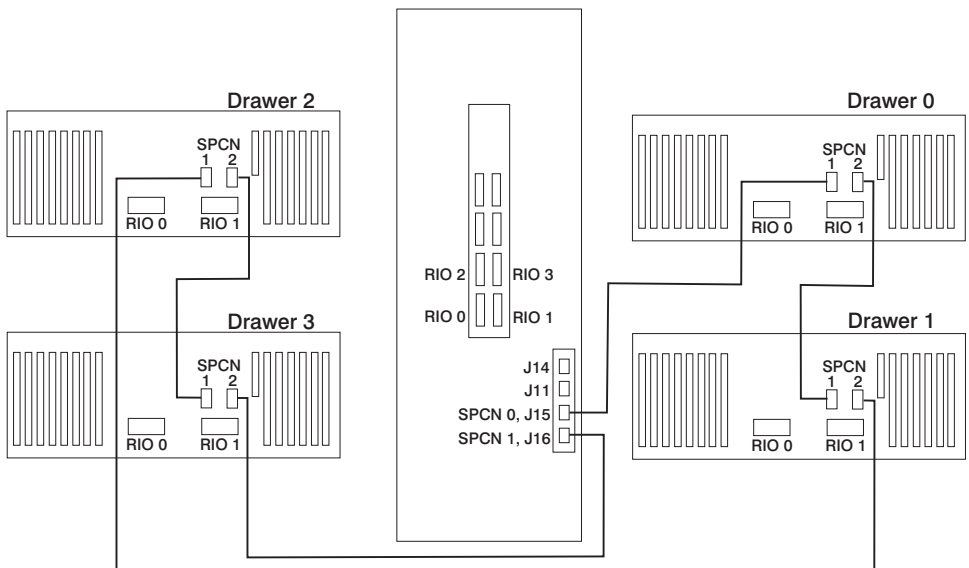 Drawer 2
SPCN
1 2
RIO 0 RIO 1
Drawer 3
SPCN
1 2
RIO 0 RIO 1
RIO 2 RIO 3
RIO 0 RIO 1
J14
J11
SPCN 0, J15
SPCN 1, J16
Drawer 0
SPCN
1 2
RIO 0 RIO 1
Drawer 1
SPCN
1 2
RIO 0 RIO 1